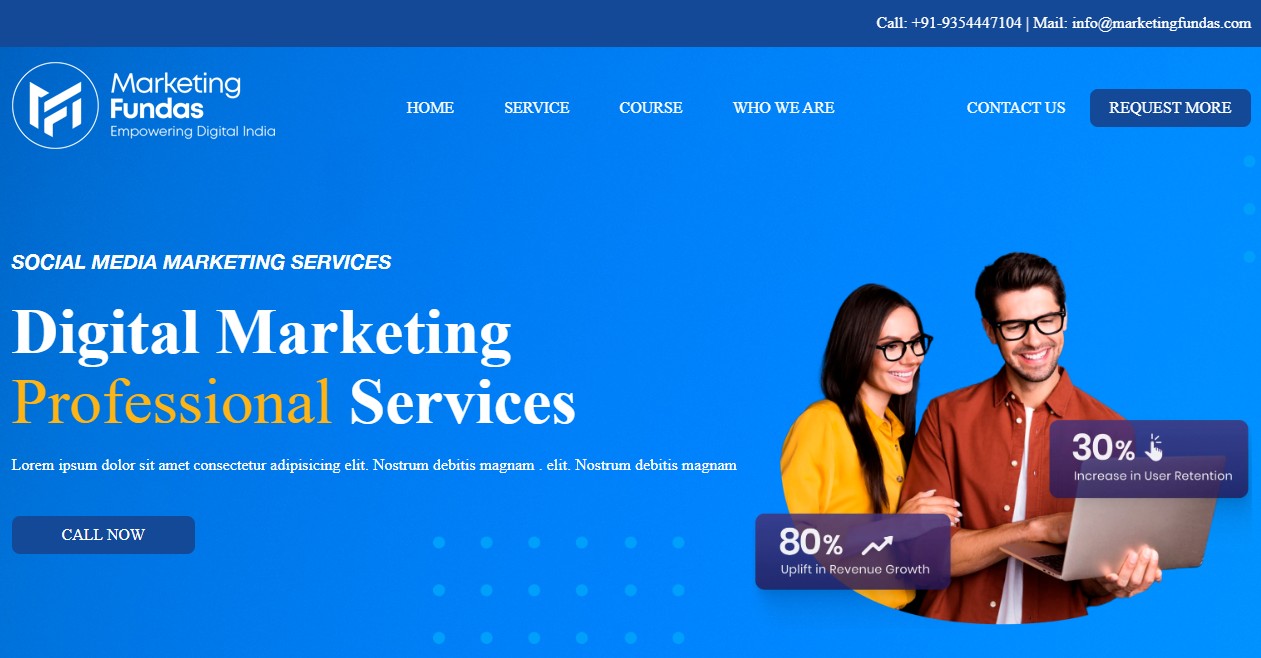 Call: +91-9354447104 | Mail: info@marketingfundas.com
Marketing
Fundas
Empowering Digital India
HOME
SERVICE
COURSE
WHO WE ARE
CONTACT US
REQUEST MORE
SOCIAL MEDIA MARKETING SERVICES
Digital Marketing
Professional Services
Lorem ipsum dolor sit amet consectetur adipisicing elit. Nostrum debitis magnam . elit. Nostrum debitis magnam
CALL NOW
30%
Increase in User Retention
80%
Uplift in Revenue Growth